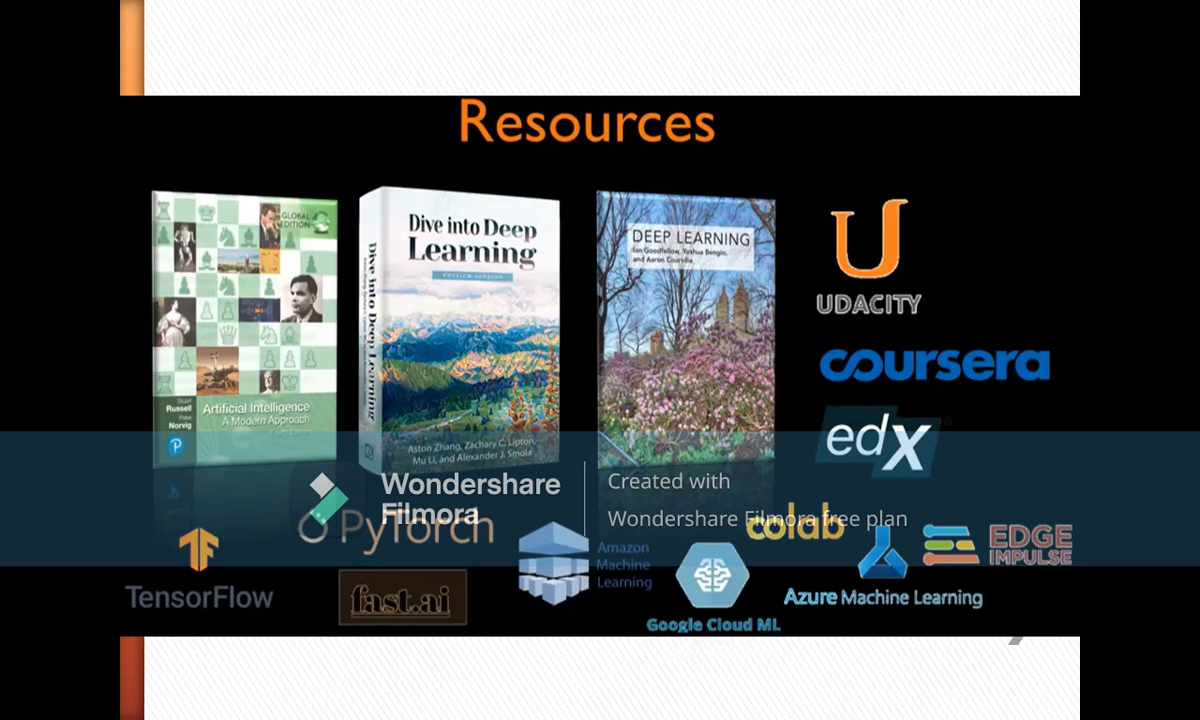 Resources
GLOBAL
EDITION
Stuart
Russell
Peter
Norvig
Artificial Intelligence
A Modern Approach
Dive into Deep
Learning
PREVIEW VERSION
Dive into Deep Learning
Aston Zhang, Zachary C. Lipton,
Mu Li, and Alexander J. Smola
DEEP LEARNING
Ian Goodfellow, Yoshua Bengio,
and Aaron Courville
UDACITY
coursera
edX
Wondershare
Filmora
Created with
Wondershare Filmora free plan
TensorFlow
PyTorch
fast.ai
Amazon
Machine
Learning
Google Cloud ML
colab
Azure Machine Learning
EDGE
IMPULSE